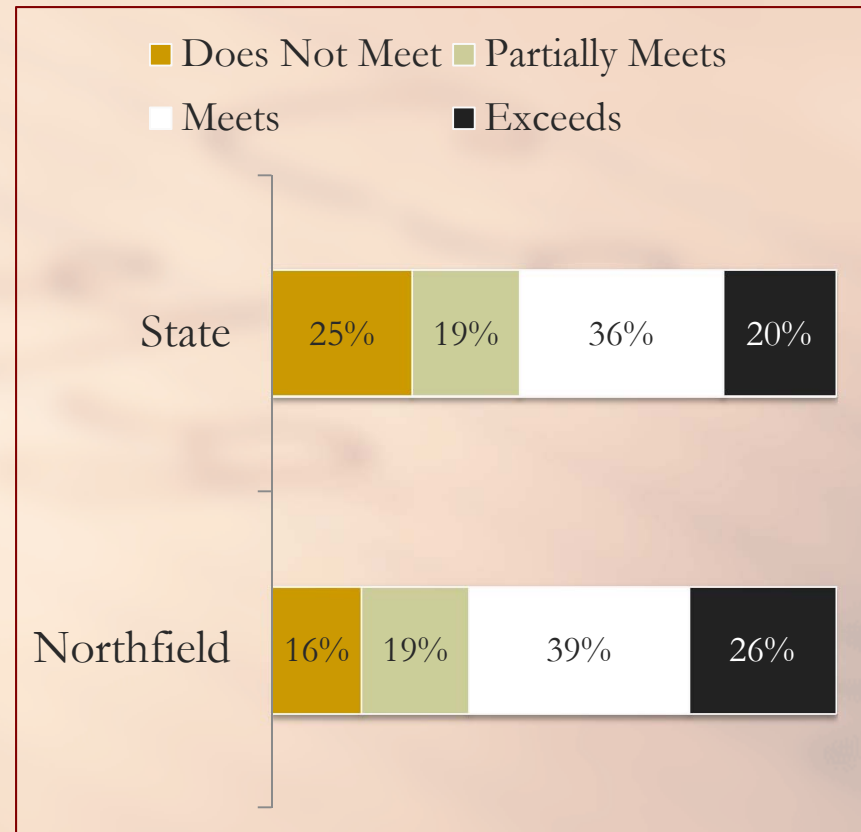 Does Not Meet Partially Meets
Meets Exceeds
State 25% 19% 36% 20%
Northfield 16% 19% 39% 26%